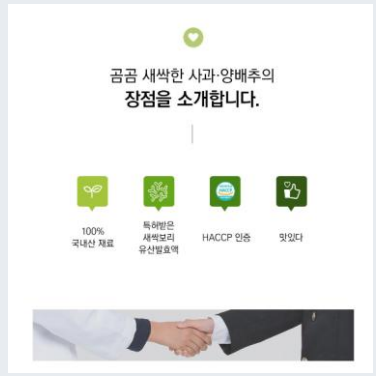 곰곰 새싹한 사과·양배추의
장점을 소개합니다.
100%
국내산 재료
특허받은
새싹보리
유산발효액
HACCP
HACCP 인증
맛있다